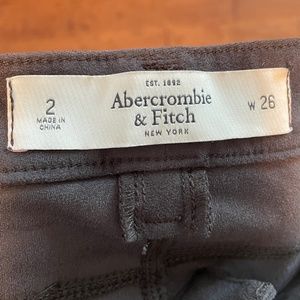 EST. 1892
2
MADE IN
CHINA
Abercrombie
& Fitch
NEW YORK
W 26